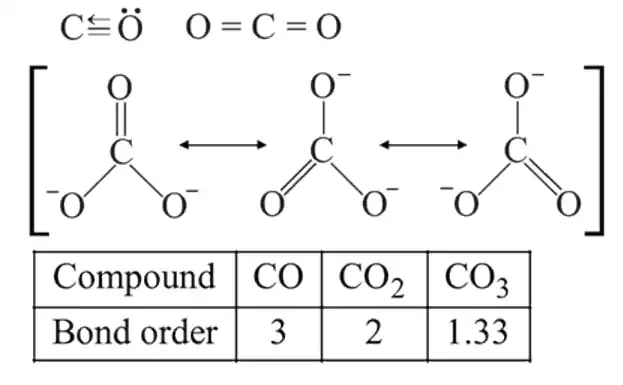 C⇇Ö O = C = O
O O⁻ O⁻
C C C
⁻O O⁻ O O⁻ ⁻O O
Compound CO CO₂ CO₃
Bond order 3 2 1.33